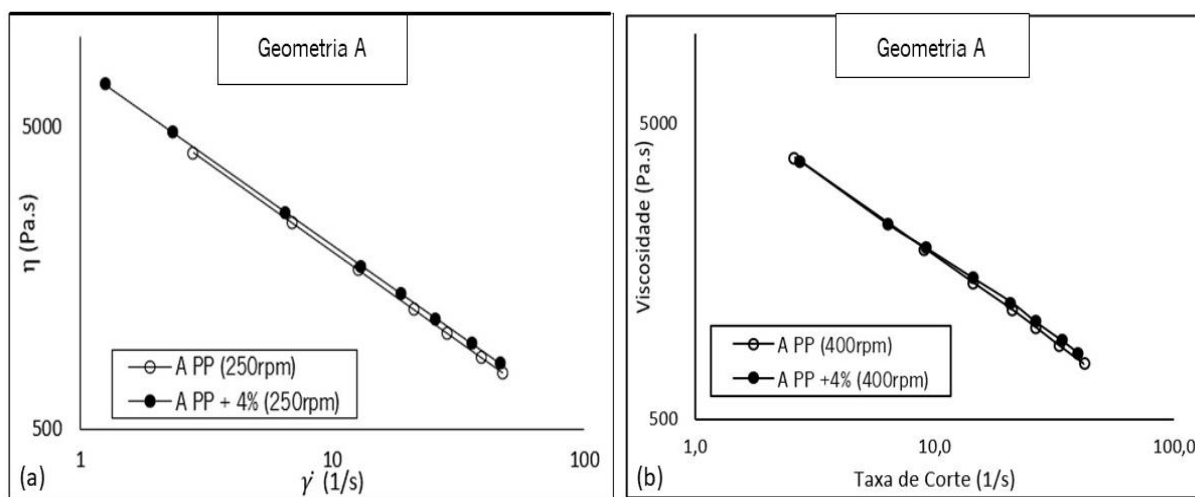 Geometria A
5000
η (Pa.s)
A PP (250rpm)
A PP + 4% (250rpm)
500
1
10
100
(a)
γ̇ (1/s)
Geometria A
5000
Viscosidade (Pa.s)
A PP (400rpm)
A PP +4% (400rpm)
500
1,0
10,0
100,0
(b)
Taxa de Corte (1/s)